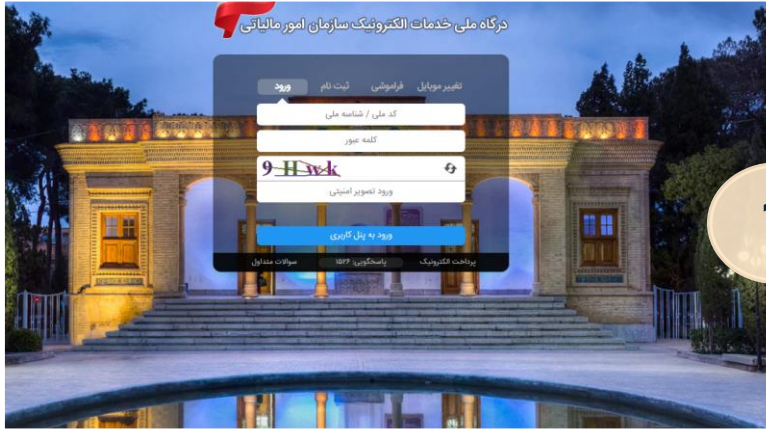 درگاه ملی خدمات الکترونیک سازمان امور مالیاتی
تغییر موبایل فراموشی ثبت نام ورود
کد ملی / شناسه ملی
کلمه عبور
9 H w k
ورود تصویر امنیتی
ورود به پنل کاربری
پرداخت الکترونیک پاسخگویی: ۱۵۲۶ سوالات متداول